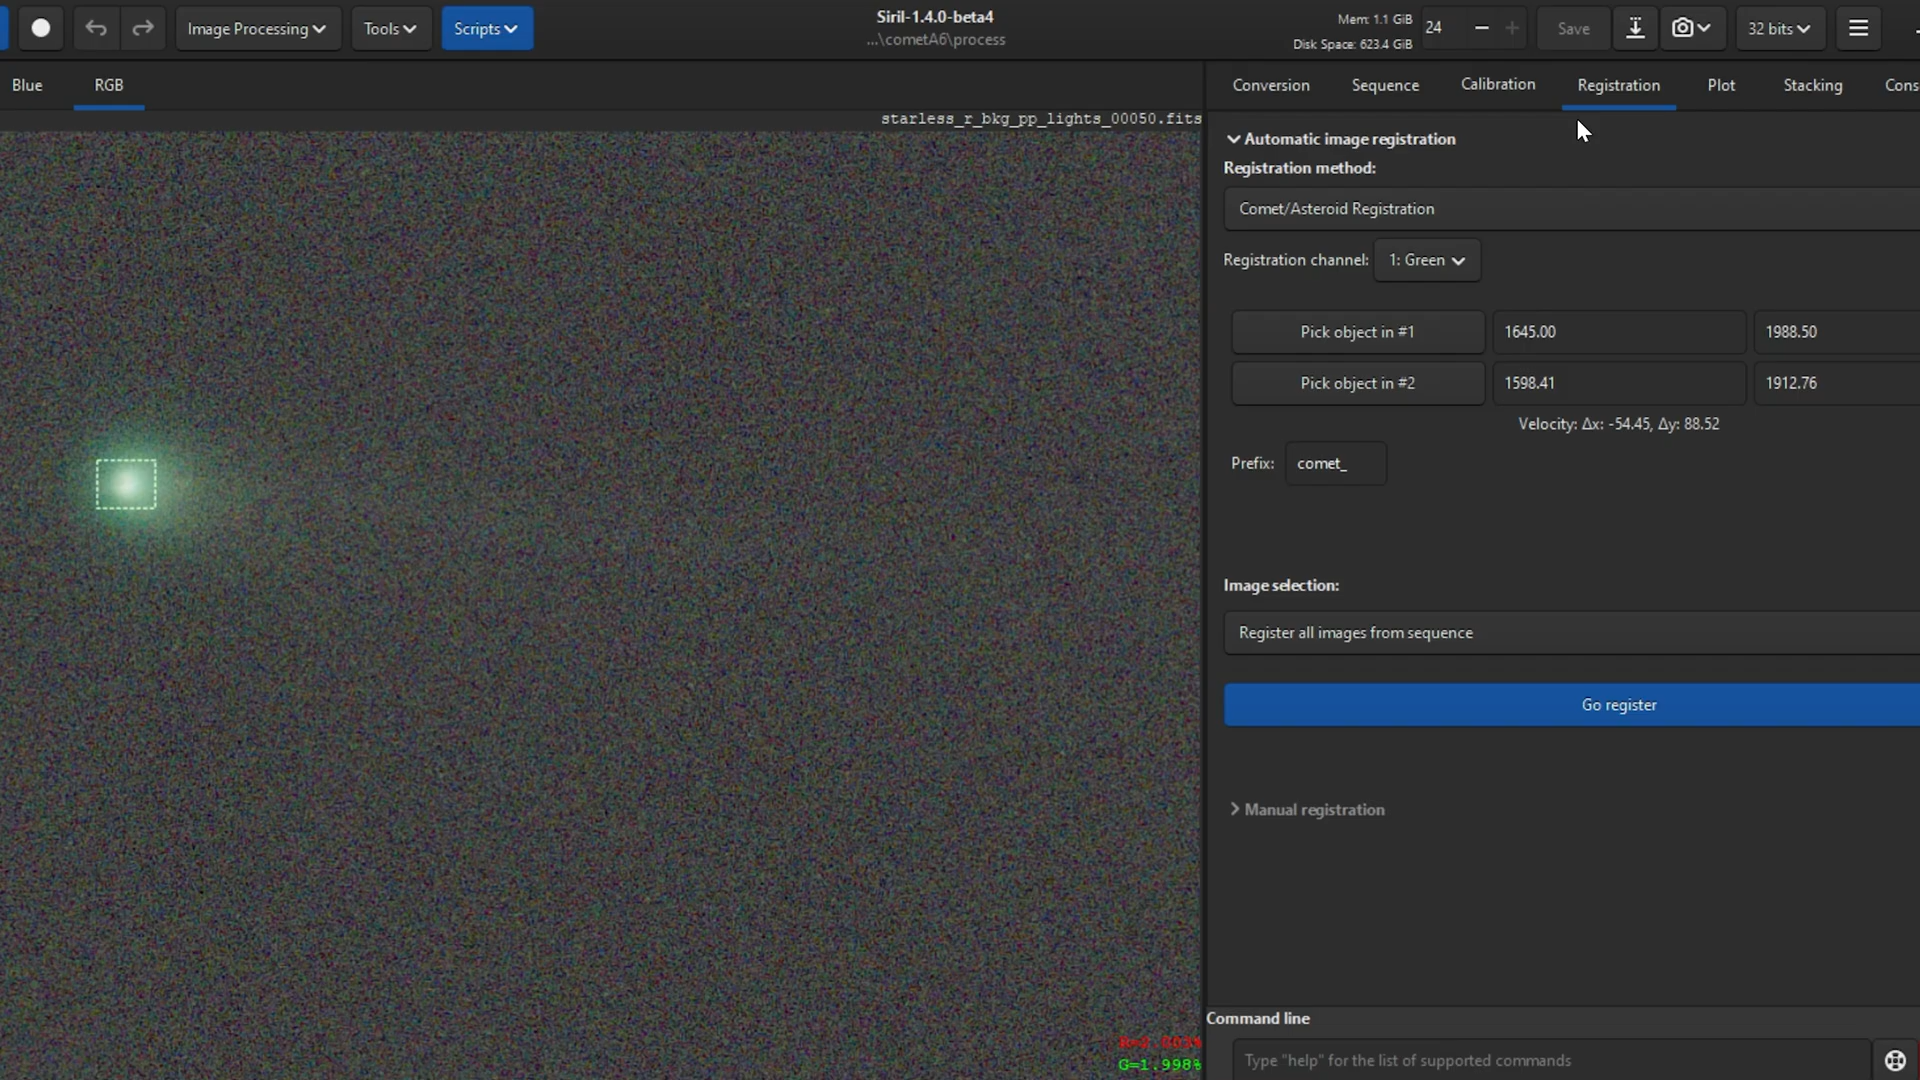 Image Processing
Tools
Scripts
Siril-1.4.0-beta4
...\cometA6\process
Mem: 1.1 GiB
Disk Space: 623.4 GiB
24
Save
32 bits
Blue
RGB
Conversion
Sequence
Calibration
Registration
Plot
Stacking
Cons
starless_r_bkg_pp_lights_00050.fits
Automatic image registration
Registration method:
Comet/Asteroid Registration
Registration channel:
1: Green
Pick object in #1
1645.00
1988.50
Pick object in #2
1598.41
1912.76
Velocity: Δx: -54.45, Δy: 88.52
Prefix:
comet_
Image selection:
Register all images from sequence
Go register
Manual registration
G=1.998%
Command line
Type "help" for the list of supported commands